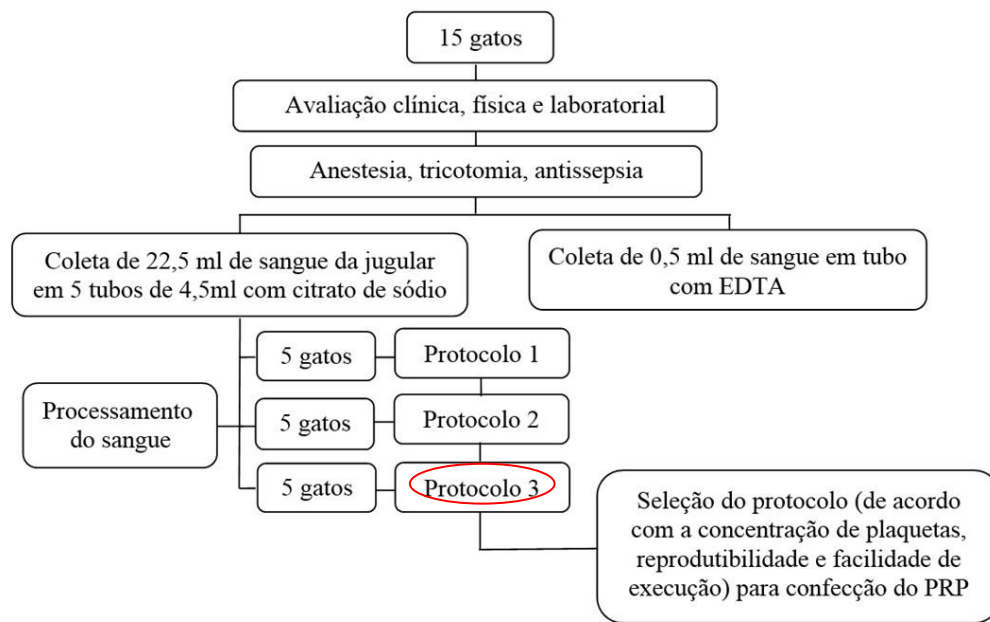 15 gatos
Avaliação clínica, física e laboratorial
Anestesia, tricotomia, antissepsia
Coleta de 22,5 ml de sangue da jugular
em 5 tubos de 4,5ml com citrato de sódio
Coleta de 0,5 ml de sangue em tubo
com EDTA
5 gatos
Protocolo 1
Processamento
do sangue
5 gatos
Protocolo 2
5 gatos
Protocolo 3
Seleção do protocolo (de acordo
com a concentração de plaquetas,
reprodutibilidade e facilidade de
execução) para confecção do PRP